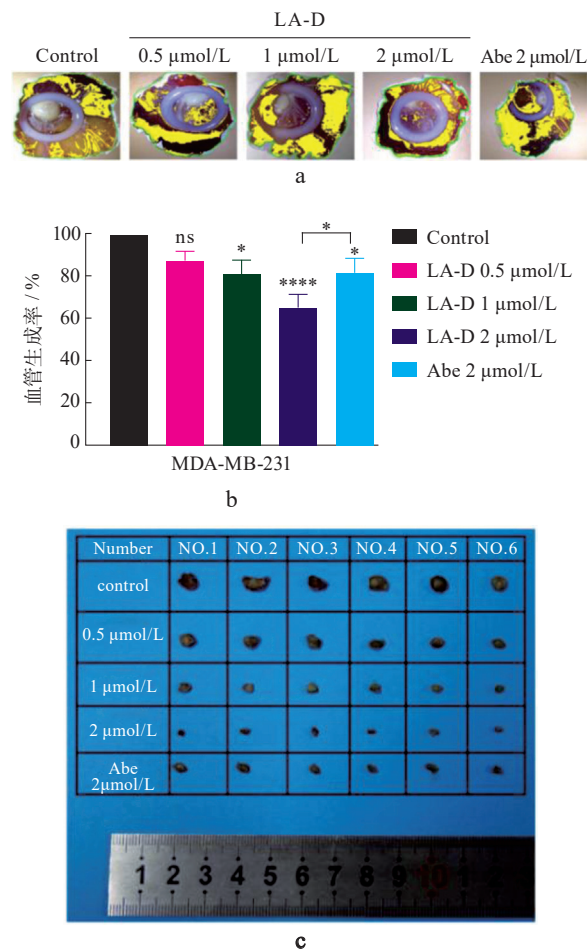 LA-D
Control 0.5 μmol/L 1 μmol/L 2 μmol/L Abe 2 μmol/L
a
血管生成率 / %
100
80
60
40
80
0
ns
*
****
*
*
MDA-MB-231
Control
LA-D 0.5 μmol/L
LA-D 1 μmol/L
LA-D 2 μmol/L
Abe 2 μmol/L
b
Number NO.1 NO.2 NO.3 NO.4 NO.5 NO.6
control
0.5 μmol/L
1 μmol/L
2 μmol/L
Abe
2μmol/L
1 2 3 4 5 6 7 8 9 10 1
c